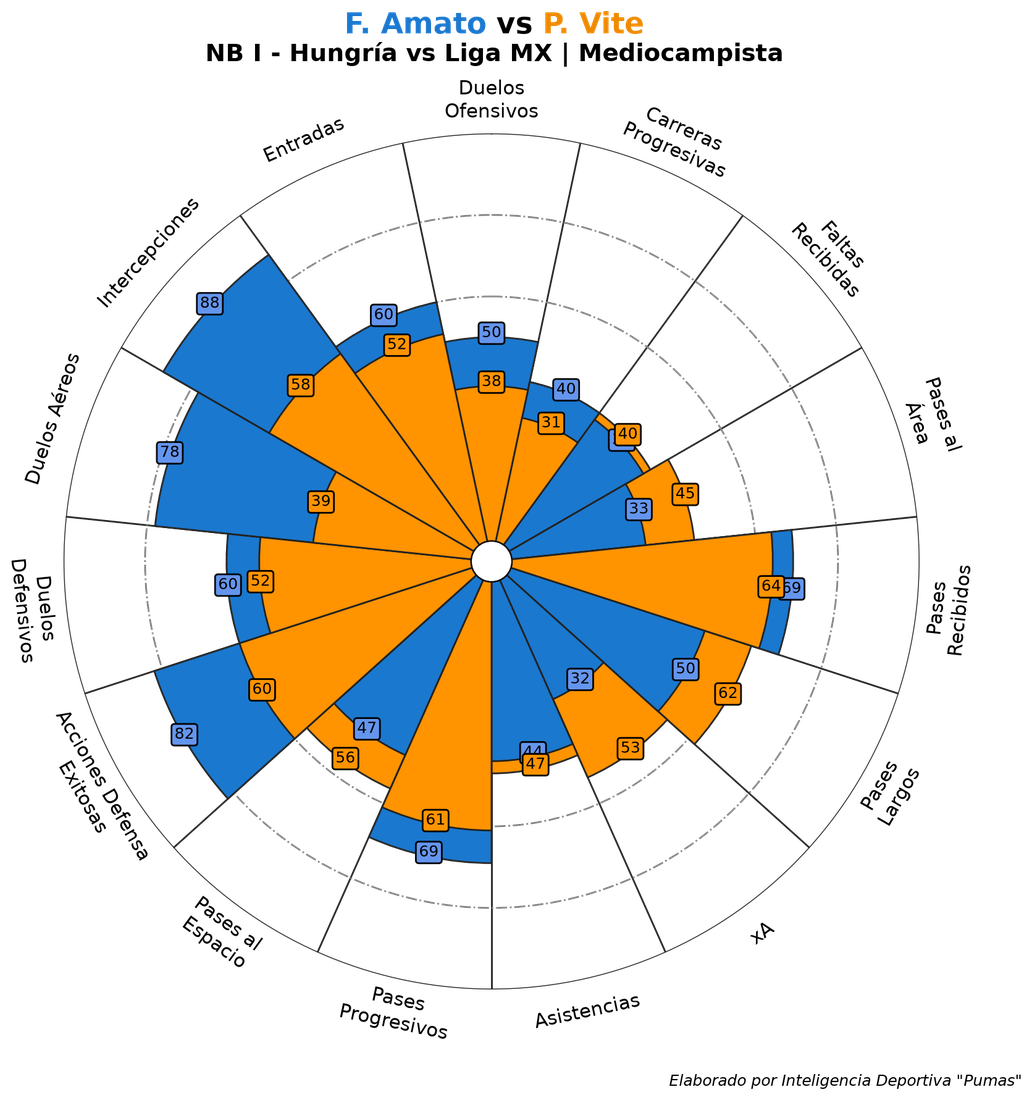 F. Amato vs P. Vite
NB I - Hungría vs Liga MX | Mediocampista
Duelos
Ofensivos
50
38
Carreras
Progresivas
40
31
Faltas
Recibidas
40
Pases al
Área
33
45
Pases
Recibidos
64
69
Pases
Largos
50
62
xA
32
53
Asistencias
44
47
Pases
Progresivos
61
69
Pases al
Espacio
47
56
Acciones Defensa
Exitosas
82
60
Duelos
Defensivos
60
52
Duelos Aéreos
78
39
Intercepciones
88
58
Entradas
60
52
Elaborado por Inteligencia Deportiva "Pumas"